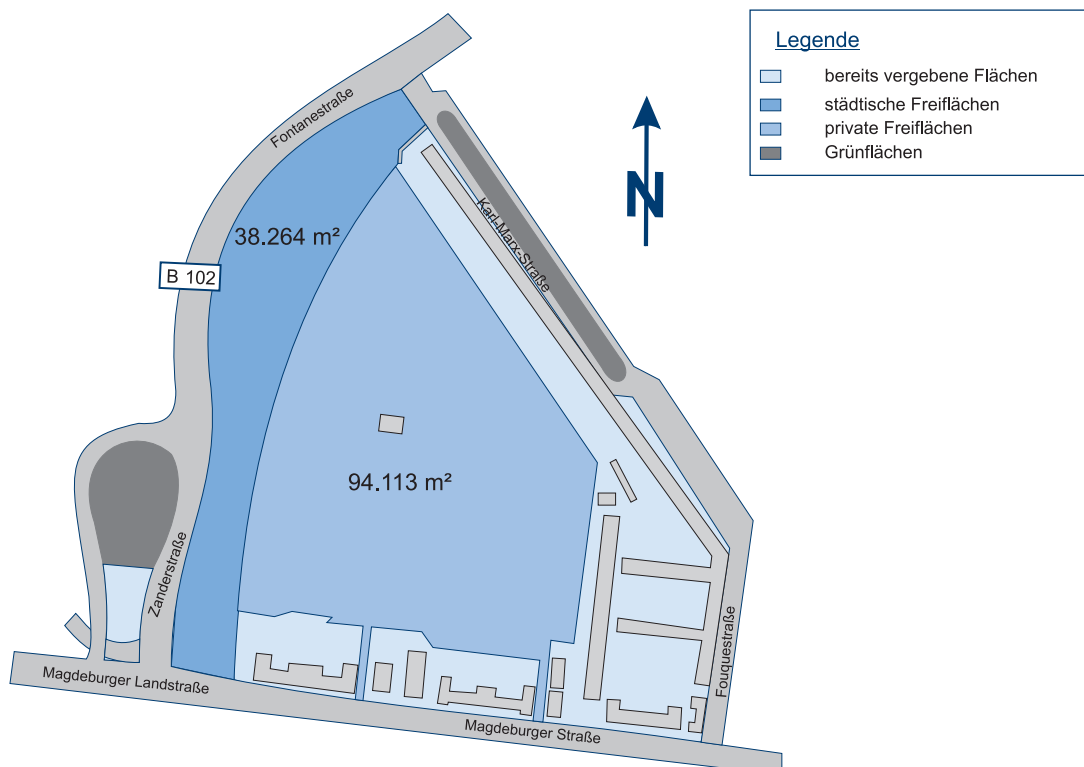 Legende
bereits vergebene Flächen
städtische Freiflächen
private Freiflächen
Grünflächen
N
Fontanestraße
Karl-Marx-Straße
38.264 m²
B 102
94.113 m²
Zanderstraße
Fouquestraße
Magdeburger Landstraße
Magdeburger Straße